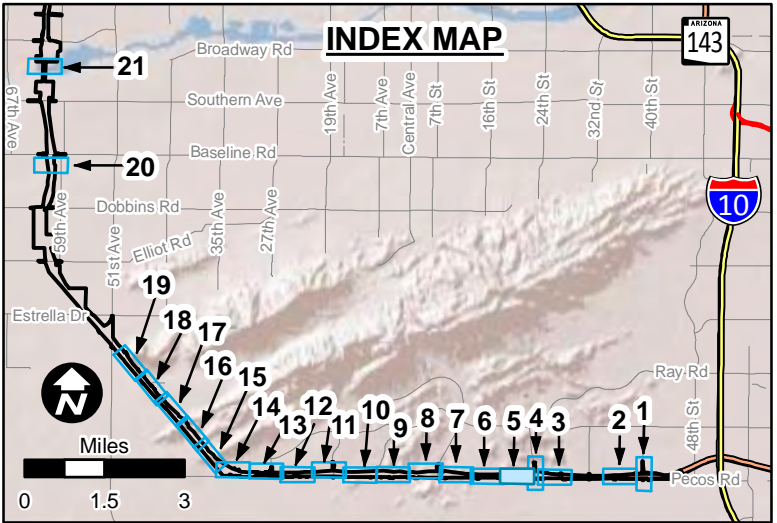 INDEX MAP
ARIZONA
143
Broadway Rd
21
67th Ave
Southern Ave
19th Ave
7th Ave
Central Ave
7th St
16th St
24th St
32nd St
40th St
Baseline Rd
20
10
Dobbins Rd
59th Ave
51st Ave
Elliot Rd
35th Ave
27th Ave
Estrella Dr
19
18
17
16
15
14
13
12
11
10
9
8
7
6
5
4
3
2
1
Ray Rd
48th St
Pecos Rd
N
Miles
0 1.5 3